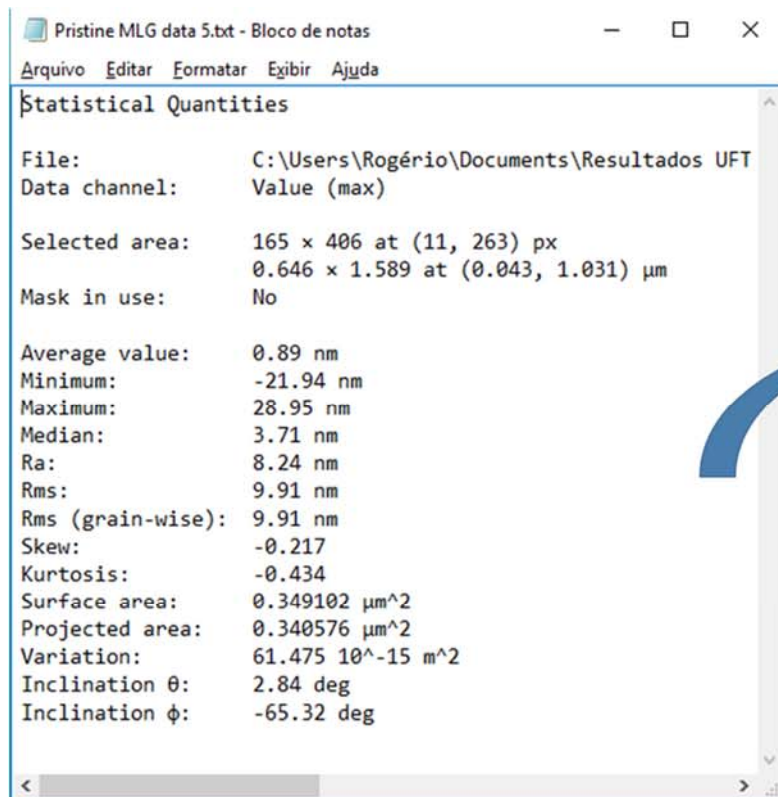 Pristine MLG data 5.txt - Bloco de notas
Arquivo Editar Formatar Exibir Ajuda
Statistical Quantities
File: C:\Users\Rogério\Documents\Resultados UFT
Data channel: Value (max)
Selected area: 165 × 406 at (11, 263) px
0.646 × 1.589 at (0.043, 1.031) µm
Mask in use: No
Average value: 0.89 nm
Minimum: -21.94 nm
Maximum: 28.95 nm
Median: 3.71 nm
Ra: 8.24 nm
Rms: 9.91 nm
Rms (grain-wise): 9.91 nm
Skew: -0.217
Kurtosis: -0.434
Surface area: 0.349102 µm^2
Projected area: 0.340576 µm^2
Variation: 61.475 10^-15 m^2
Inclination θ: 2.84 deg
Inclination ϕ: -65.32 deg